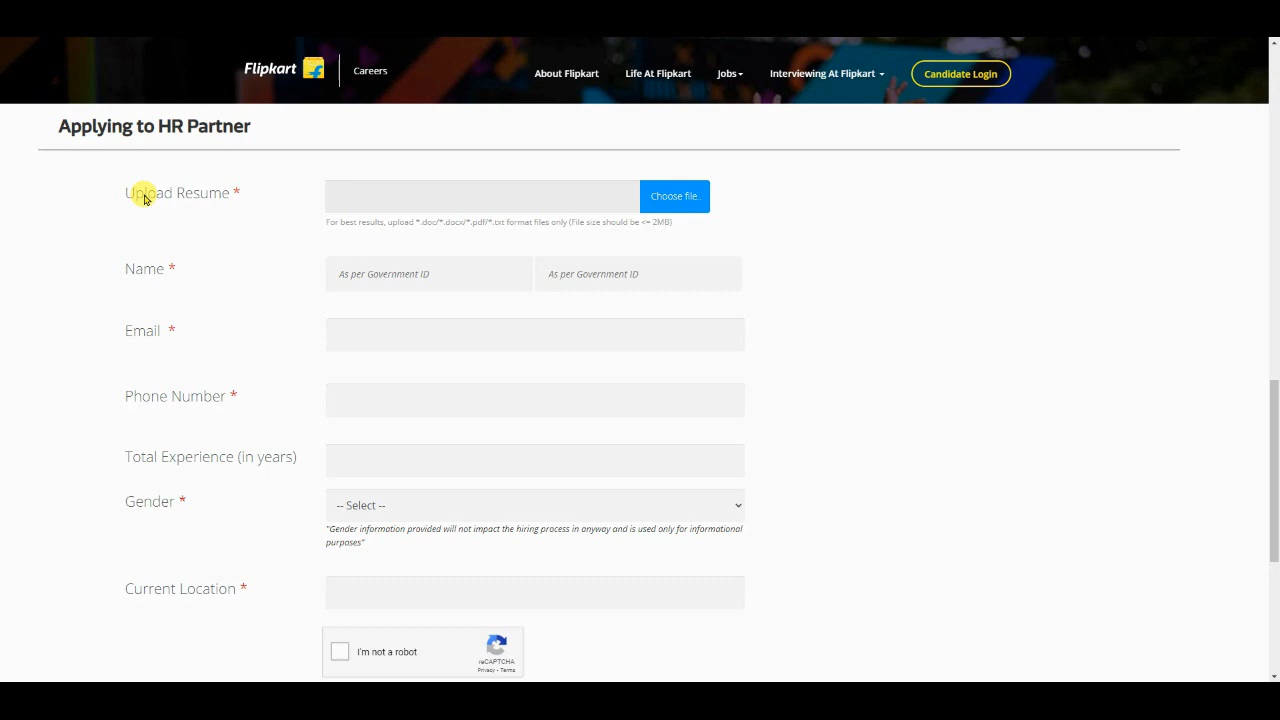 Flipkart Careers About Flipkart Life At Flipkart Jobs Interviewing At Flipkart Candidate Login
Applying to HR Partner
Upload Resume * Choose file..
For best results, upload *.doc/*.docx/*.pdf/*.txt format files only (File size should be <= 2MB)
Name * As per Government ID As per Government ID
Email *
Phone Number *
Total Experience (in years)
Gender * -- Select --
"Gender information provided will not impact the hiring process in anyway and is used only for informational
purposes"
Current Location *
I'm not a robot
reCAPTCHA
Privacy - Terms